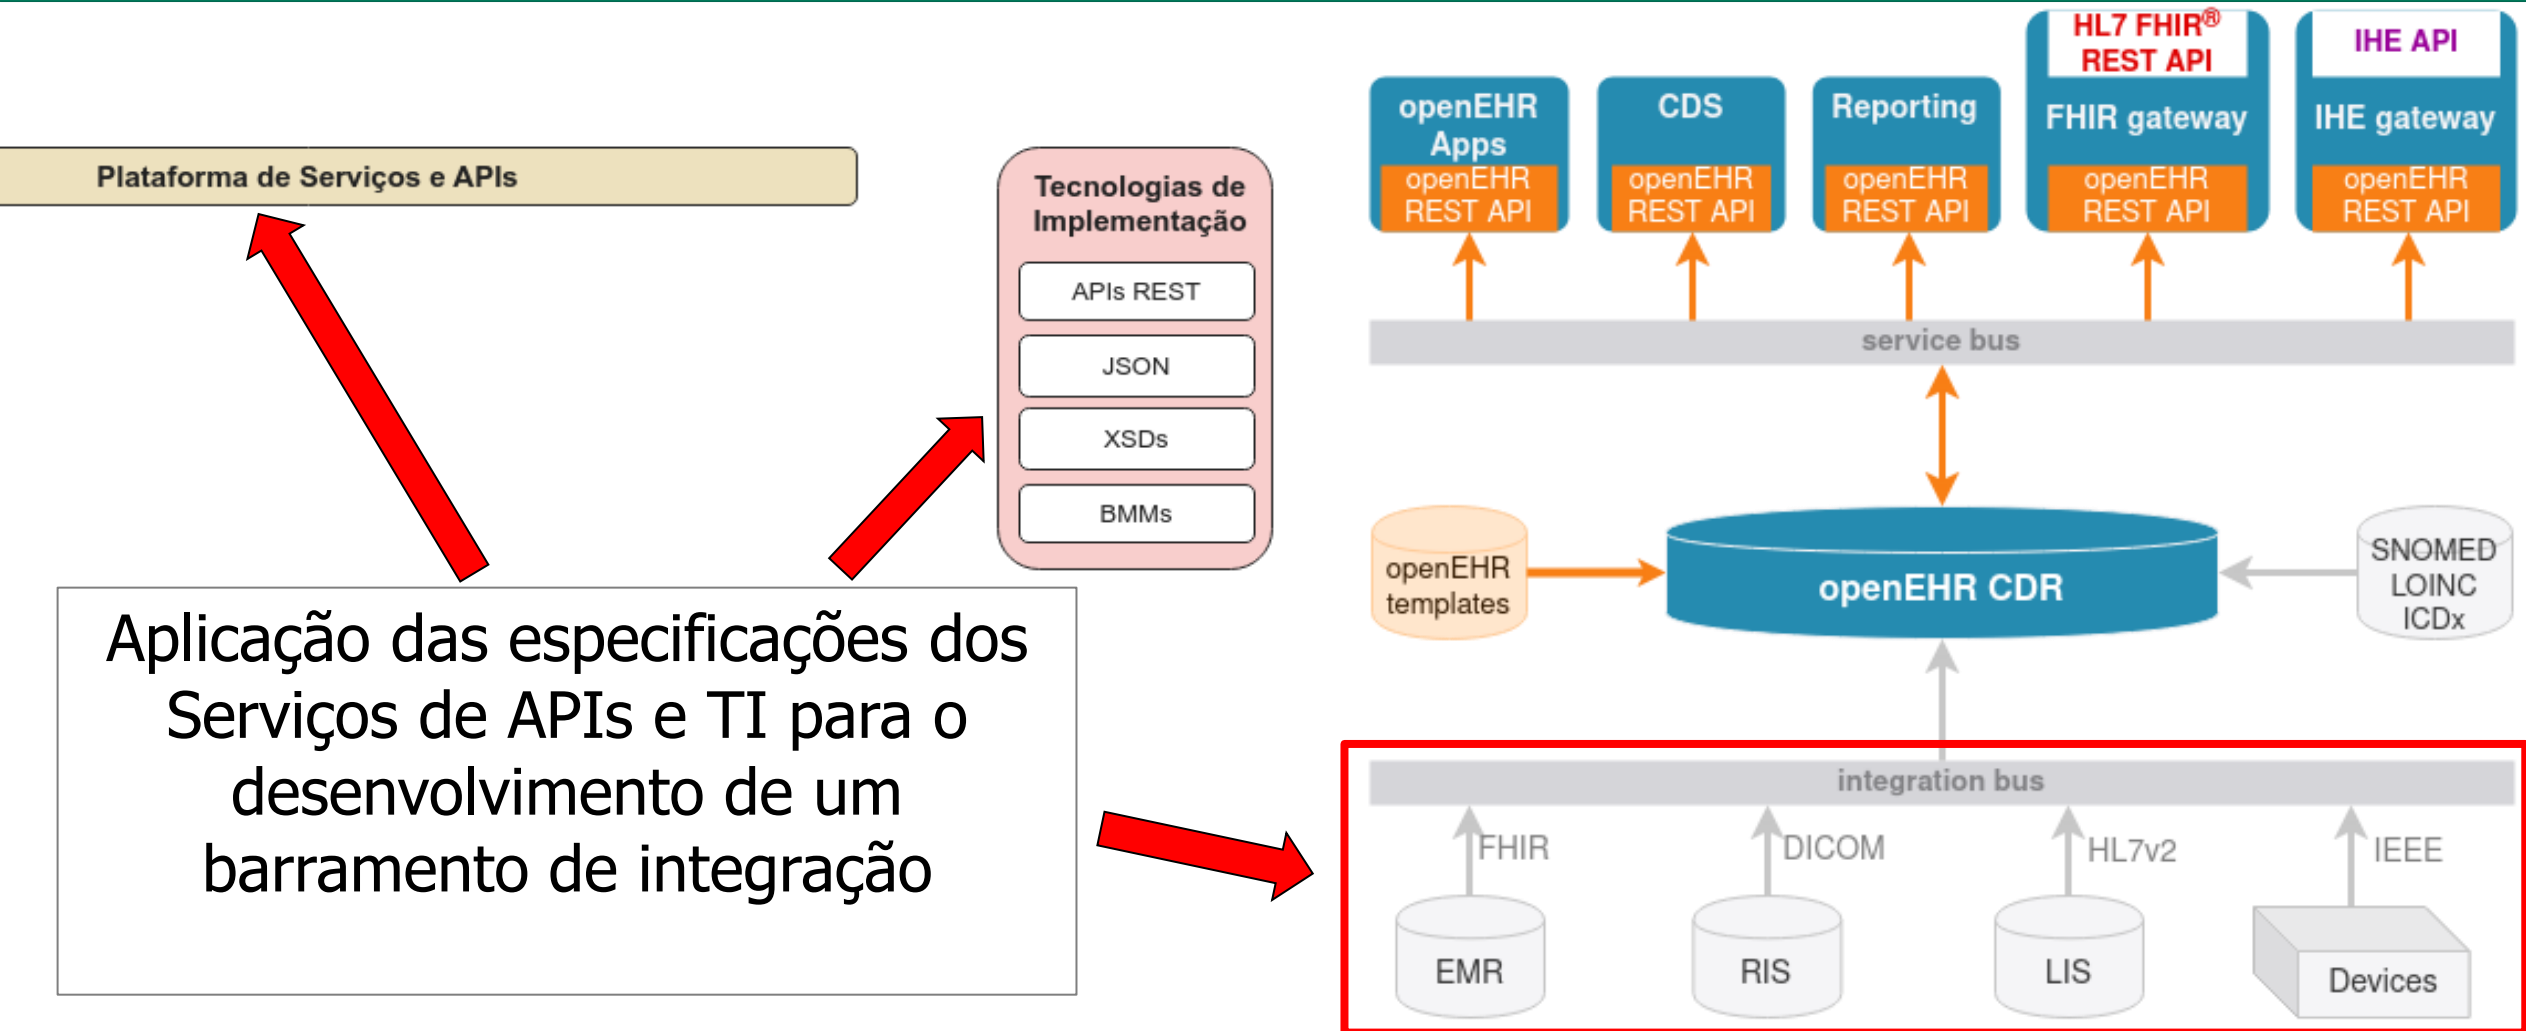 Plataforma de Serviços e APIs
Tecnologias de
Implementação
APIs REST
JSON
XSDs
BMMs
Aplicação das especificações dos
Serviços de APIs e TI para o
desenvolvimento de um
barramento de integração
openEHR
Apps
openEHR
REST API
CDS
openEHR
REST API
Reporting
openEHR
REST API
HL7 FHIR®
REST API
FHIR gateway
openEHR
REST API
IHE API
IHE gateway
openEHR
REST API
service bus
openEHR
templates
openEHR CDR
SNOMED
LOINC
ICDx
integration bus
FHIR
DICOM
HL7v2
IEEE
EMR
RIS
LIS
Devices